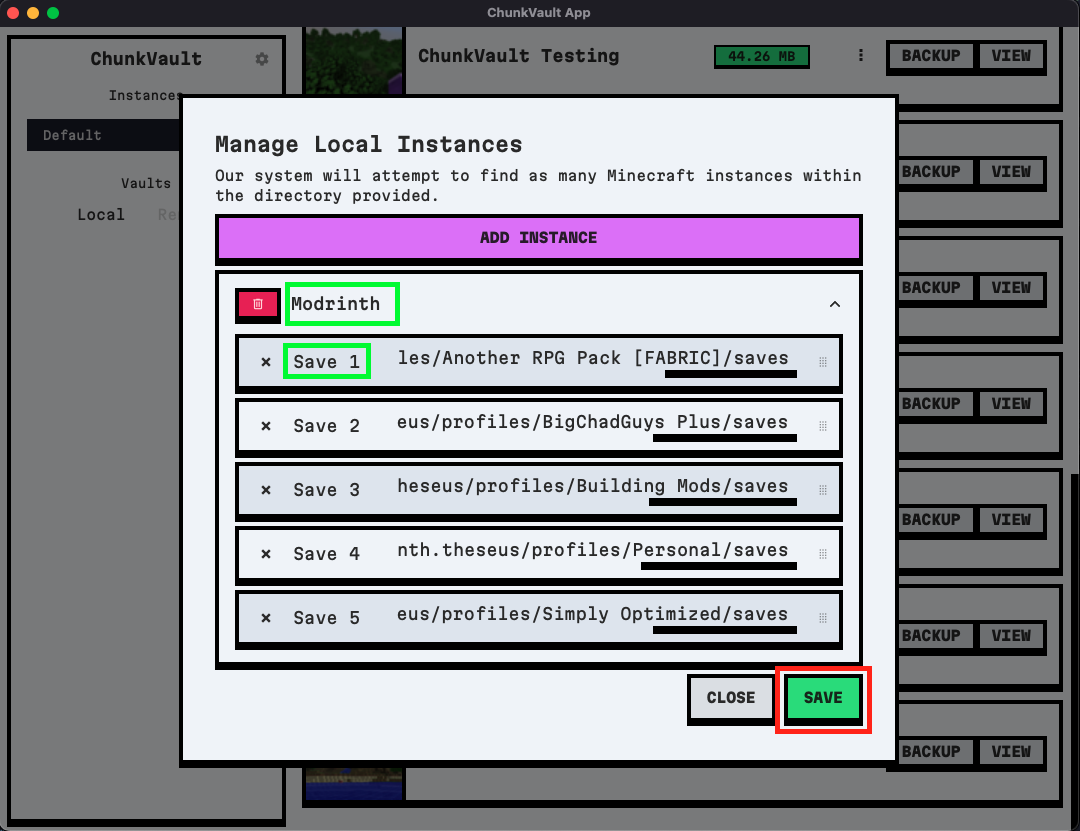 ChunkVault App
ChunkVault
Instances
Default
Vaults
Local Re
ChunkVault Testing 44.26 MB BACKUP VIEW
BACKUP VIEW
BACKUP VIEW
BACKUP VIEW
BACKUP VIEW
BACKUP VIEW
BACKUP VIEW
Manage Local Instances
Our system will attempt to find as many Minecraft instances within
the directory provided.
ADD INSTANCE
Modrinth
× Save 1 les/Another RPG Pack [FABRIC]/saves
× Save 2 eus/profiles/BigChadGuys Plus/saves
× Save 3 heseus/profiles/Building Mods/saves
× Save 4 nth.theseus/profiles/Personal/saves
× Save 5 eus/profiles/Simply Optimized/saves
CLOSE SAVE